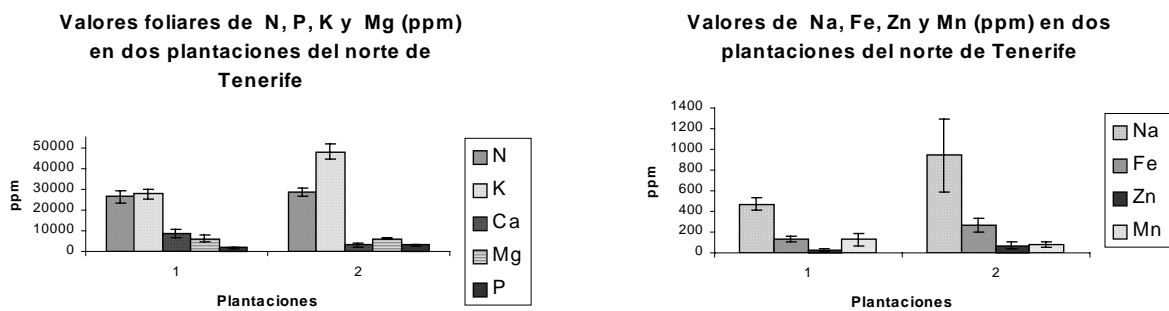 Valores foliares de N, P, K y Mg (ppm)
en dos plantaciones del norte de
Tenerife
50000
40000
30000
20000
10000
0
ppm
1
2
Plantaciones
N
K
Ca
Mg
P
Valores de Na, Fe, Zn y Mn (ppm) en dos
plantaciones del norte de Tenerife
1400
1200
1000
800
600
400
200
0
ppm
1
2
Plantaciones
Na
Fe
Zn
Mn